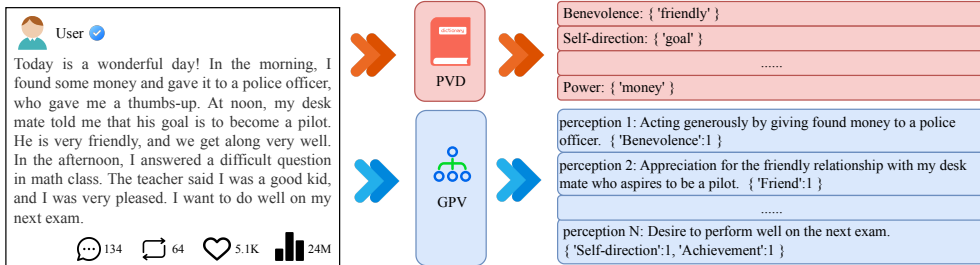 User
Today is a wonderful day! In the morning, I
found some money and gave it to a police officer,
who gave me a thumbs-up. At noon, my desk
mate told me that his goal is to become a pilot.
He is very friendly, and we get along very well.
In the afternoon, I answered a difficult question
in math class. The teacher said I was a good kid,
and I was very pleased. I want to do well on my
next exam.
134
64
5.1K
24M
dictionary
PVD
GPV
Benevolence: { 'friendly' }
Self-direction: { 'goal' }
......
Power: { 'money' }
perception 1: Acting generously by giving found money to a police
officer. { 'Benevolence':1 }
perception 2: Appreciation for the friendly relationship with my desk
mate who aspires to be a pilot. { 'Friend':1 }
......
perception N: Desire to perform well on the next exam.
{ 'Self-direction':1, 'Achievement':1 }